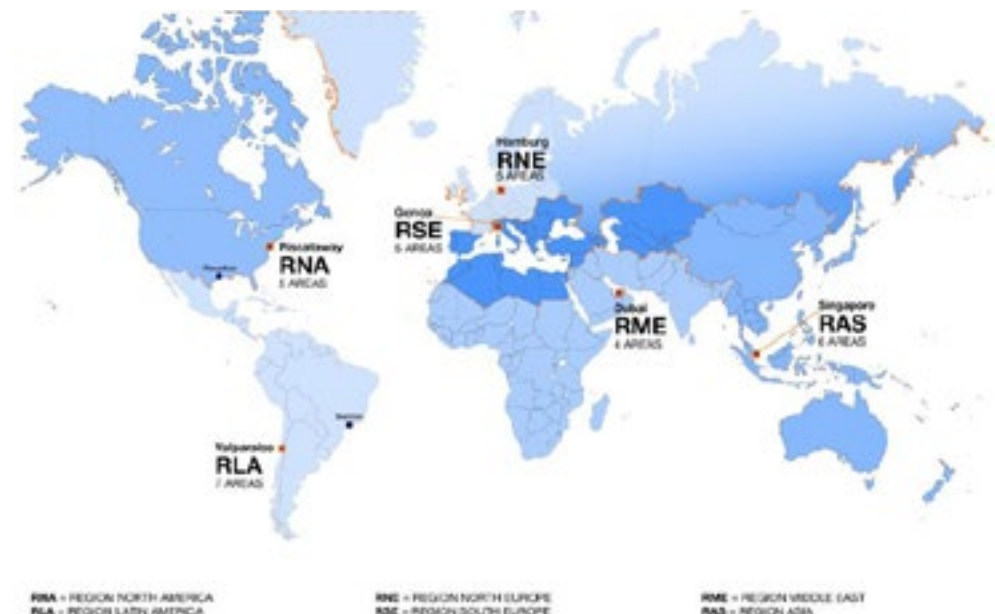 Hamburg
RNE
5 AREAS
Genoa
RSE
6 AREAS
Piscataway
RNA
5 AREAS
Houston
Dubai
RME
4 AREAS
Singapore
RAS
6 AREAS
Santos
Valparaiso
RLA
7 AREAS
RNA = REGION NORTH AMERICA
RLA = REGION LATIN AMERICA
RNE = REGION NORTH EUROPE
RSE = REGION SOUTH EUROPE
RME = REGION MIDDLE EAST
RAS = REGION ASIA